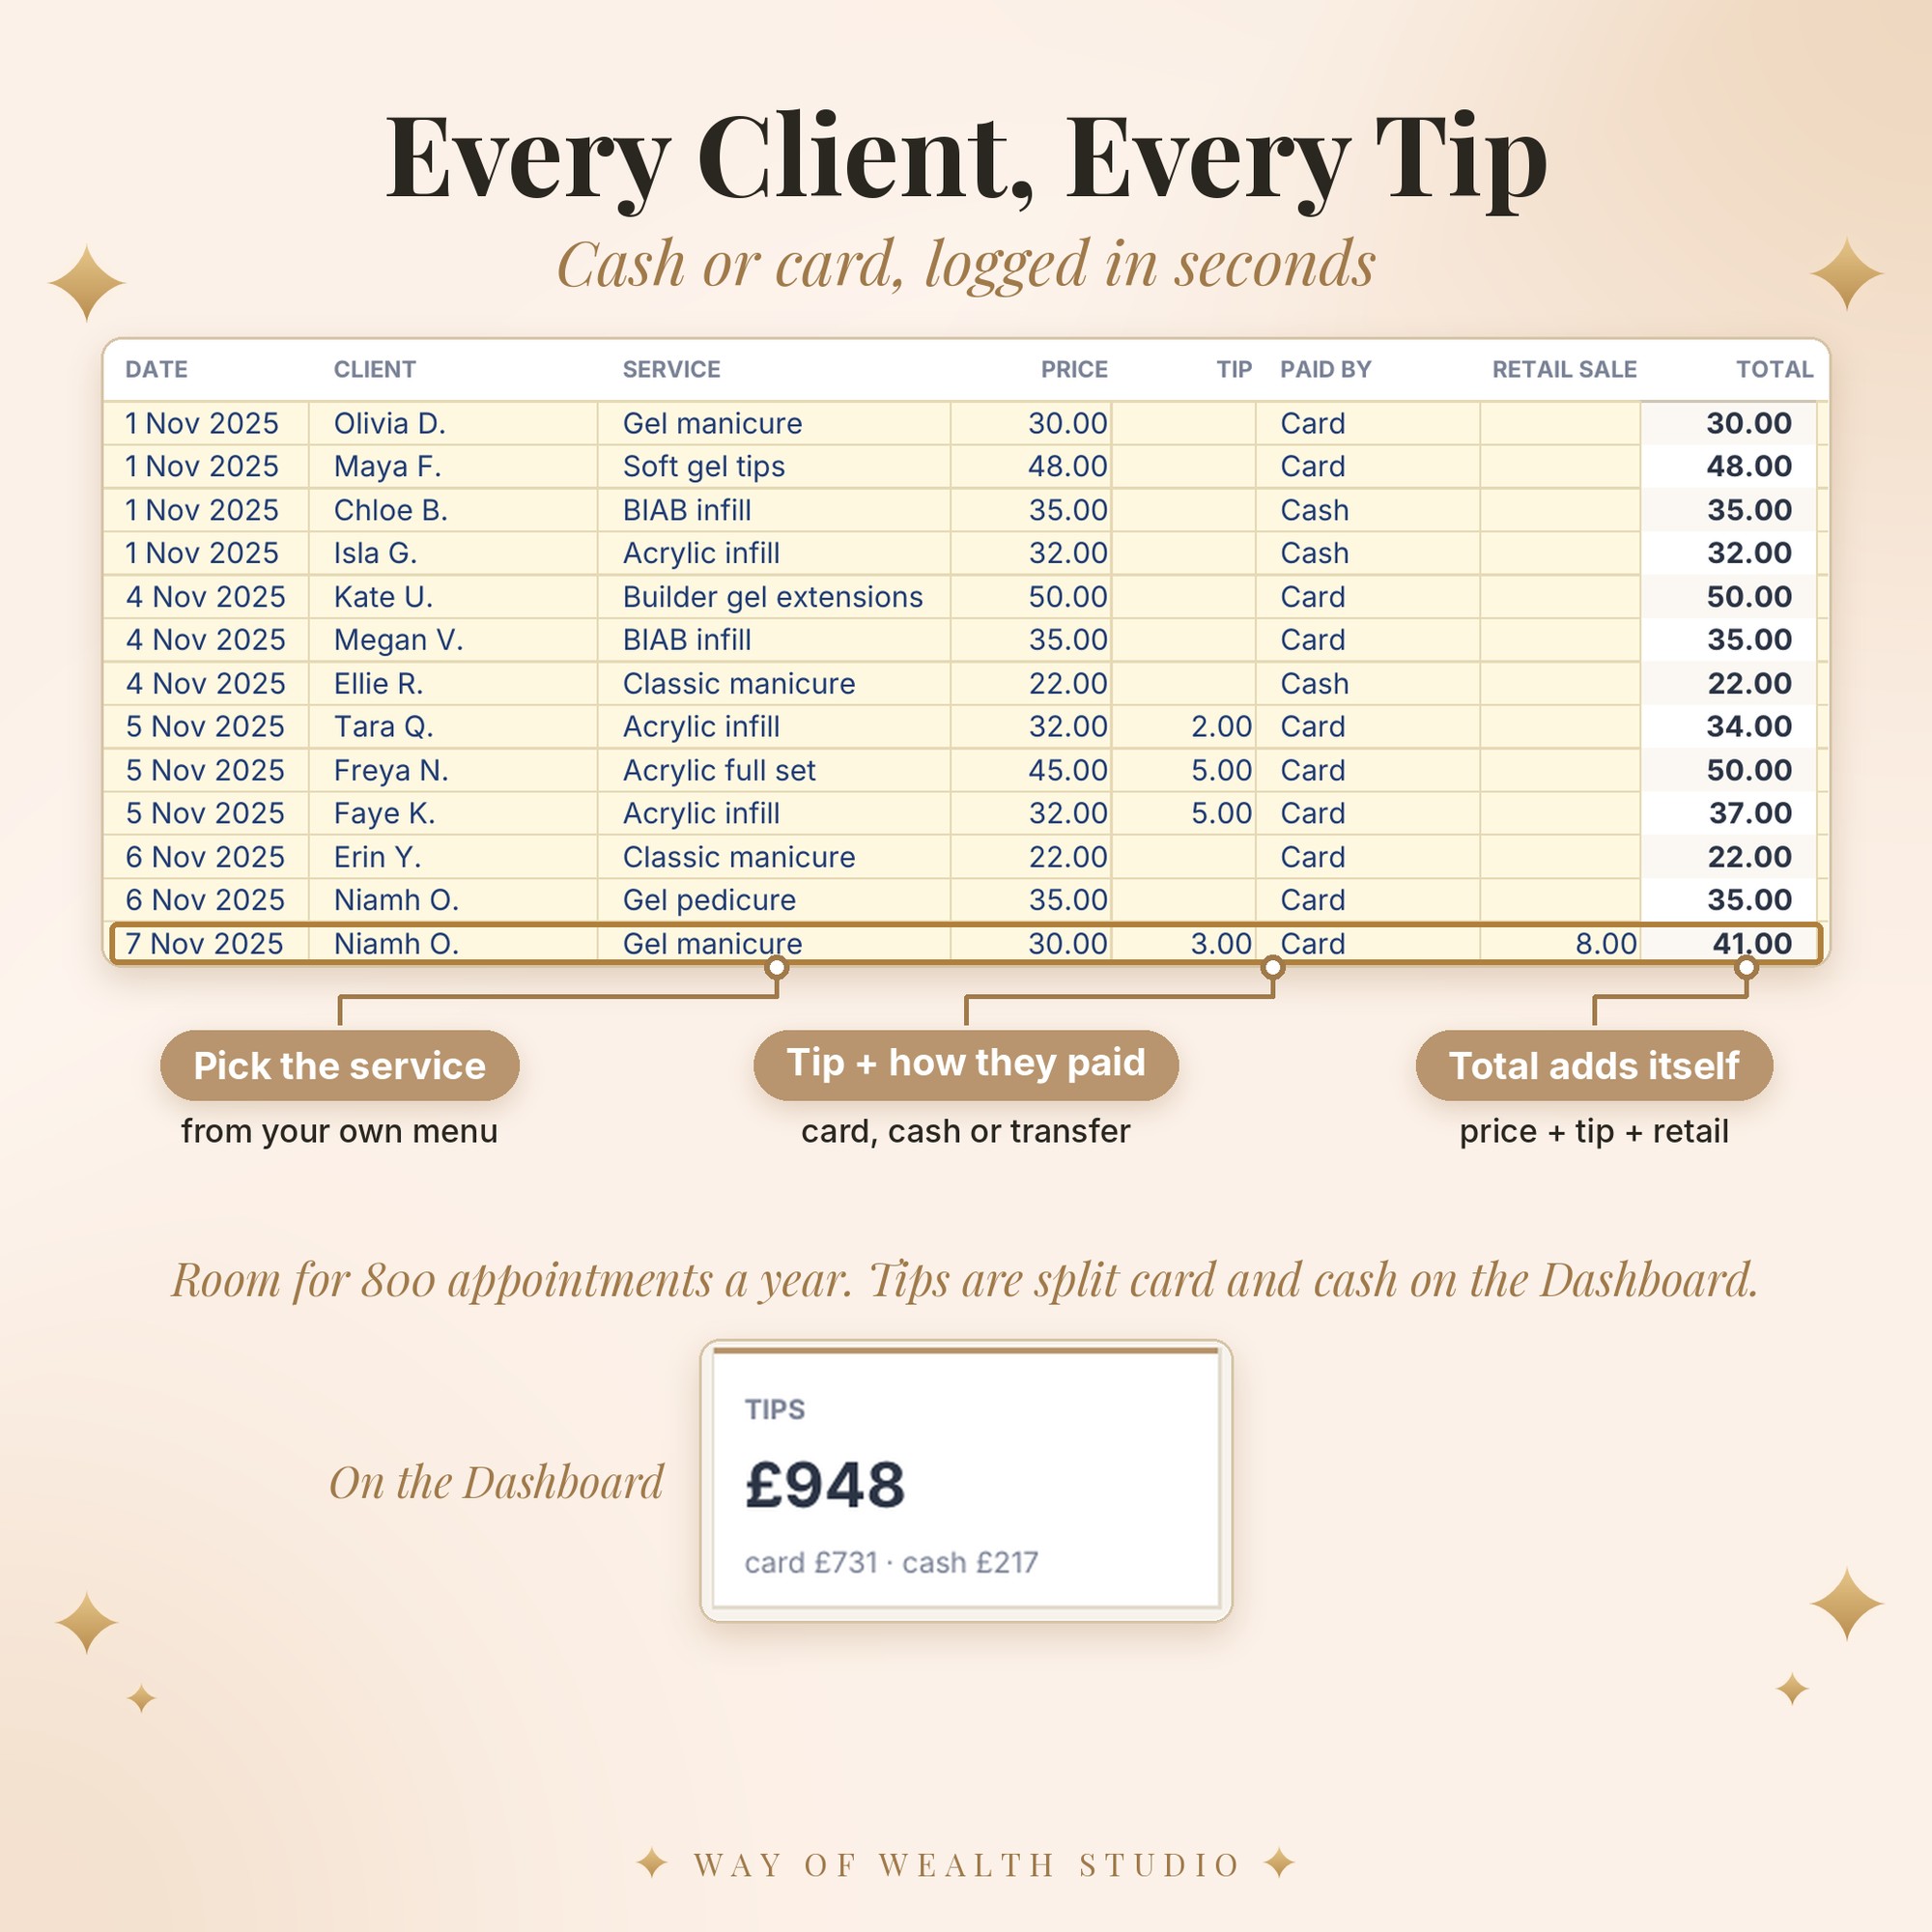 Every Client, Every Tip
Cash or card, logged in seconds
DATE CLIENT SERVICE PRICE TIP PAID BY RETAIL SALE TOTAL
1 Nov 2025 Olivia D. Gel manicure 30.00 Card 30.00
1 Nov 2025 Maya F. Soft gel tips 48.00 Card 48.00
1 Nov 2025 Chloe B. BIAB infill 35.00 Cash 35.00
1 Nov 2025 Isla G. Acrylic infill 32.00 Cash 32.00
4 Nov 2025 Kate U. Builder gel extensions 50.00 Card 50.00
4 Nov 2025 Megan V. BIAB infill 35.00 Card 35.00
4 Nov 2025 Ellie R. Classic manicure 22.00 Cash 22.00
5 Nov 2025 Tara Q. Acrylic infill 32.00 2.00 Card 34.00
5 Nov 2025 Freya N. Acrylic full set 45.00 5.00 Card 50.00
5 Nov 2025 Faye K. Acrylic infill 32.00 5.00 Card 37.00
6 Nov 2025 Erin Y. Classic manicure 22.00 Card 22.00
6 Nov 2025 Niamh O. Gel pedicure 35.00 Card 35.00
7 Nov 2025 Niamh O. Gel manicure 30.00 3.00 Card 8.00 41.00
Pick the service Tip + how they paid Total adds itself
from your own menu card, cash or transfer price + tip + retail
Room for 800 appointments a year. Tips are split card and cash on the Dashboard.
TIPS
On the Dashboard £948
card £731 · cash £217
WAY OF WEALTH STUDIO